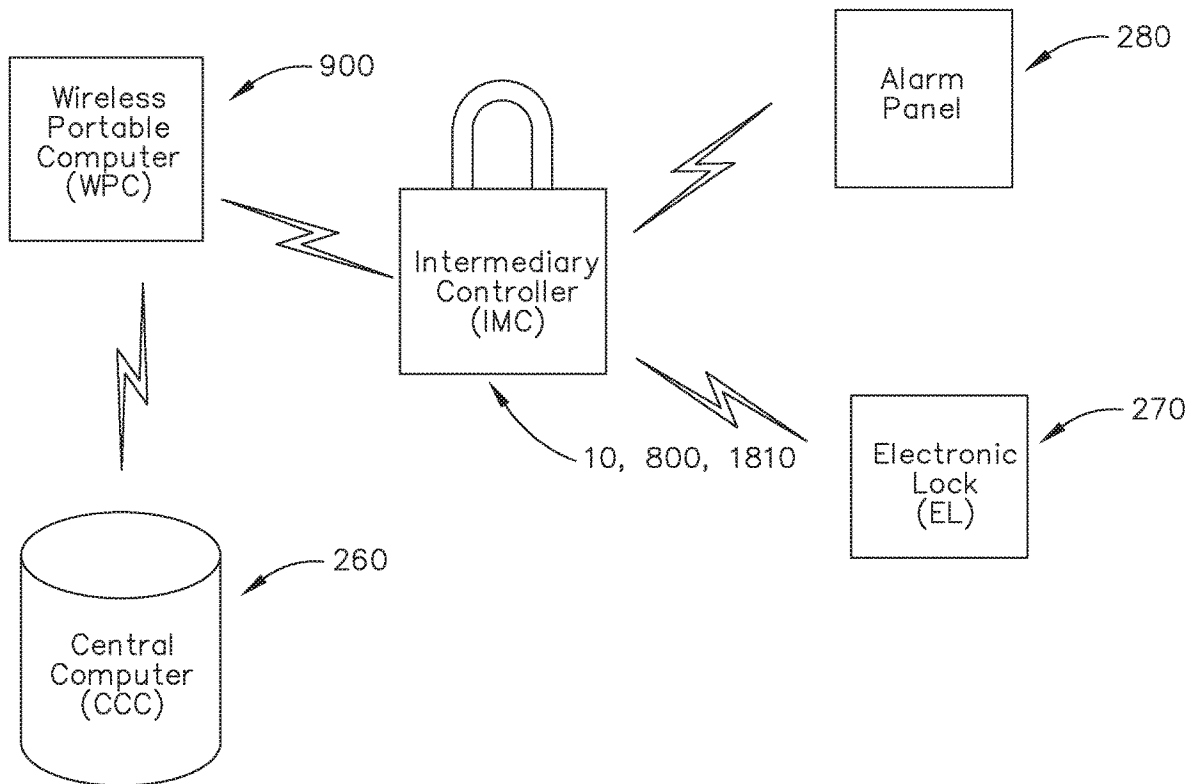 Wireless
Portable
Computer
(WPC)
900
Intermediary
Controller
(IMC)
10, 800, 1810
Alarm
Panel
280
Electronic
Lock
(EL)
270
Central
Computer
(CCC)
260